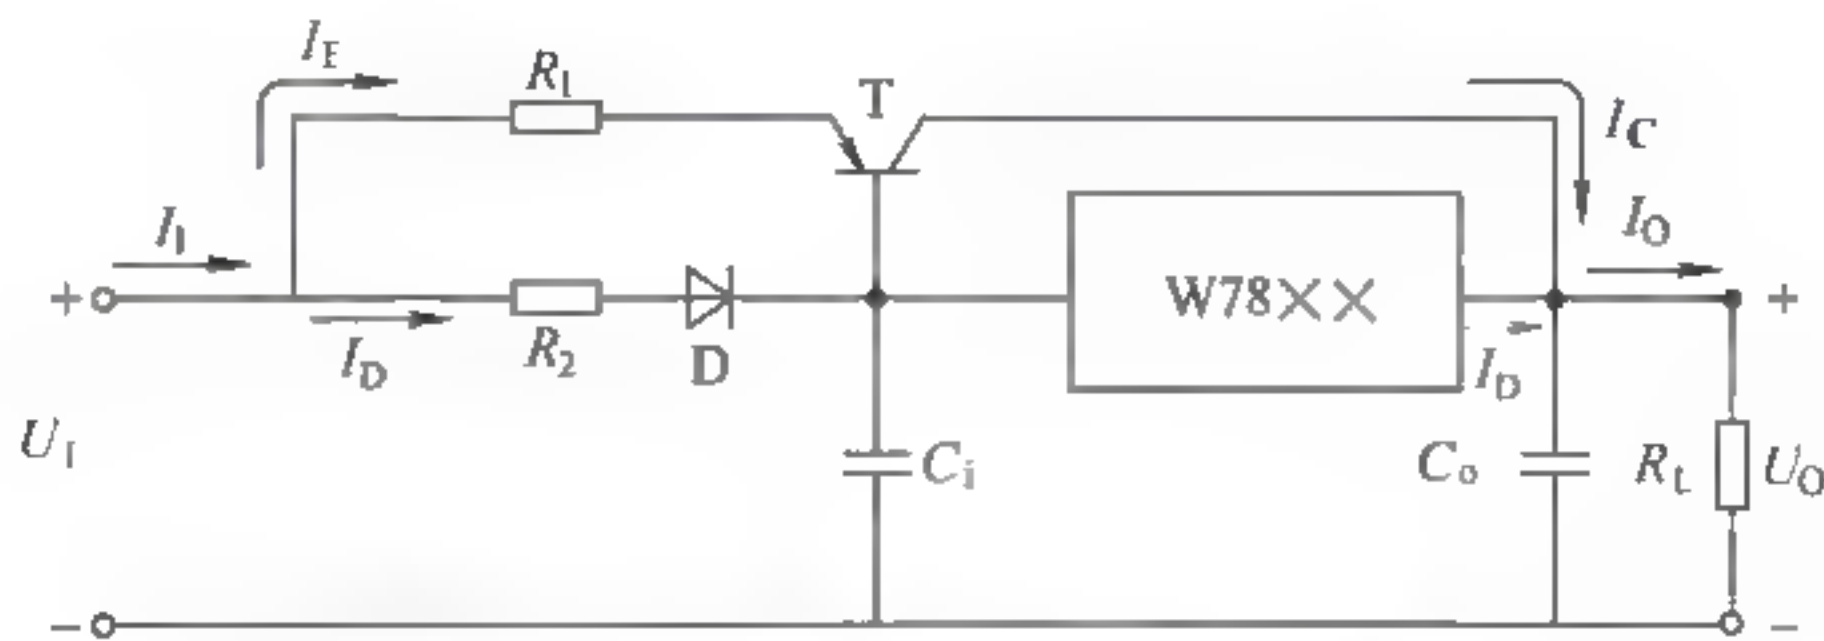 I_E
R_1
T
I_C
I_I
I_O
+
W78××
+
I_D
R_2
D
I_D
U_I
C_i
C_o
R_L
U_O
−
−